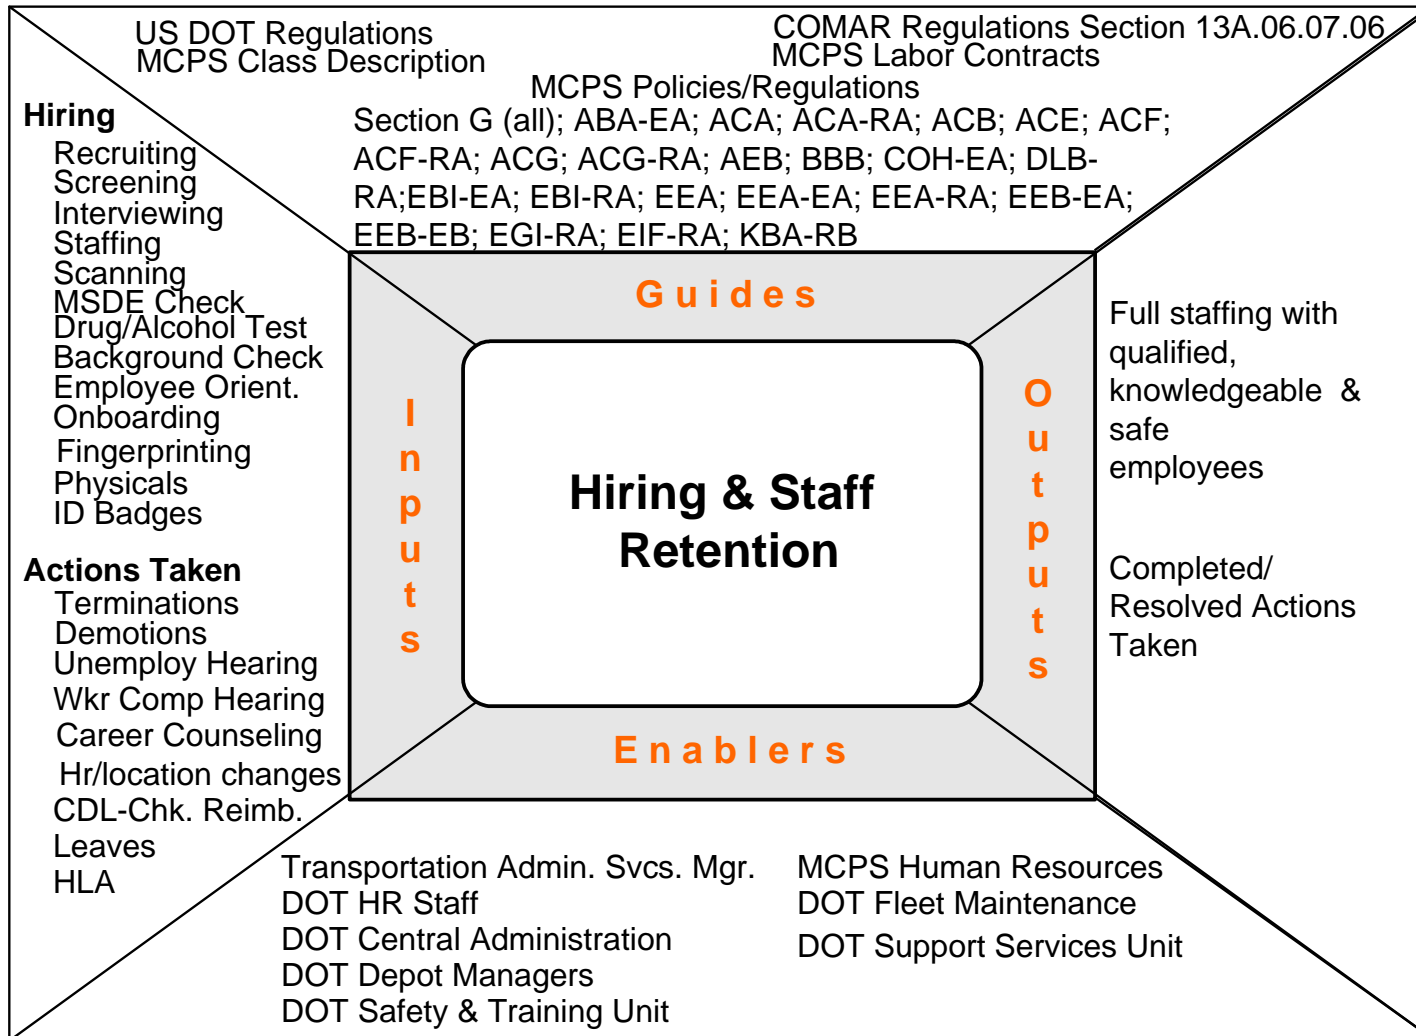 US DOT Regulations
MCPS Class Description
COMAR Regulations Section 13A.06.07.06
MCPS Labor Contracts
MCPS Policies/Regulations
Section G (all); ABA-EA; ACA; ACA-RA; ACB; ACE; ACF;
ACF-RA; ACG; ACG-RA; AEB; BBB; COH-EA; DLB-
RA;EBI-EA; EBI-RA; EEA; EEA-EA; EEA-RA; EEB-EA;
EEB-EB; EGI-RA; EIF-RA; KBA-RB
Hiring
Recruiting
Screening
Interviewing
Staffing
Scanning
MSDE Check
Drug/Alcohol Test
Background Check
Employee Orient.
Onboarding
Fingerprinting
Physicals
ID Badges
Actions Taken
Terminations
Demotions
Unemploy Hearing
Wkr Comp Hearing
Career Counseling
Hr/location changes
CDL-Chk. Reimb.
Leaves
HLA
Guides
Inputs
Hiring & Staff
Retention
Outputs
Enablers
Full staffing with
qualified,
knowledgeable &
safe
employees
Completed/
Resolved Actions
Taken
Transportation Admin. Svcs. Mgr.
DOT HR Staff
DOT Central Administration
DOT Depot Managers
DOT Safety & Training Unit
MCPS Human Resources
DOT Fleet Maintenance
DOT Support Services Unit